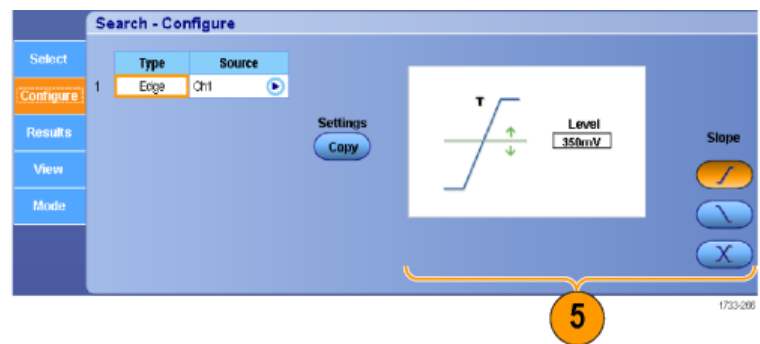 Search - Configure
Select
Configure
Results
View
Mode
Type Source
1 Edge Ch1
Settings
Copy
T
Level
350mV
Slope
X
5
1733-266